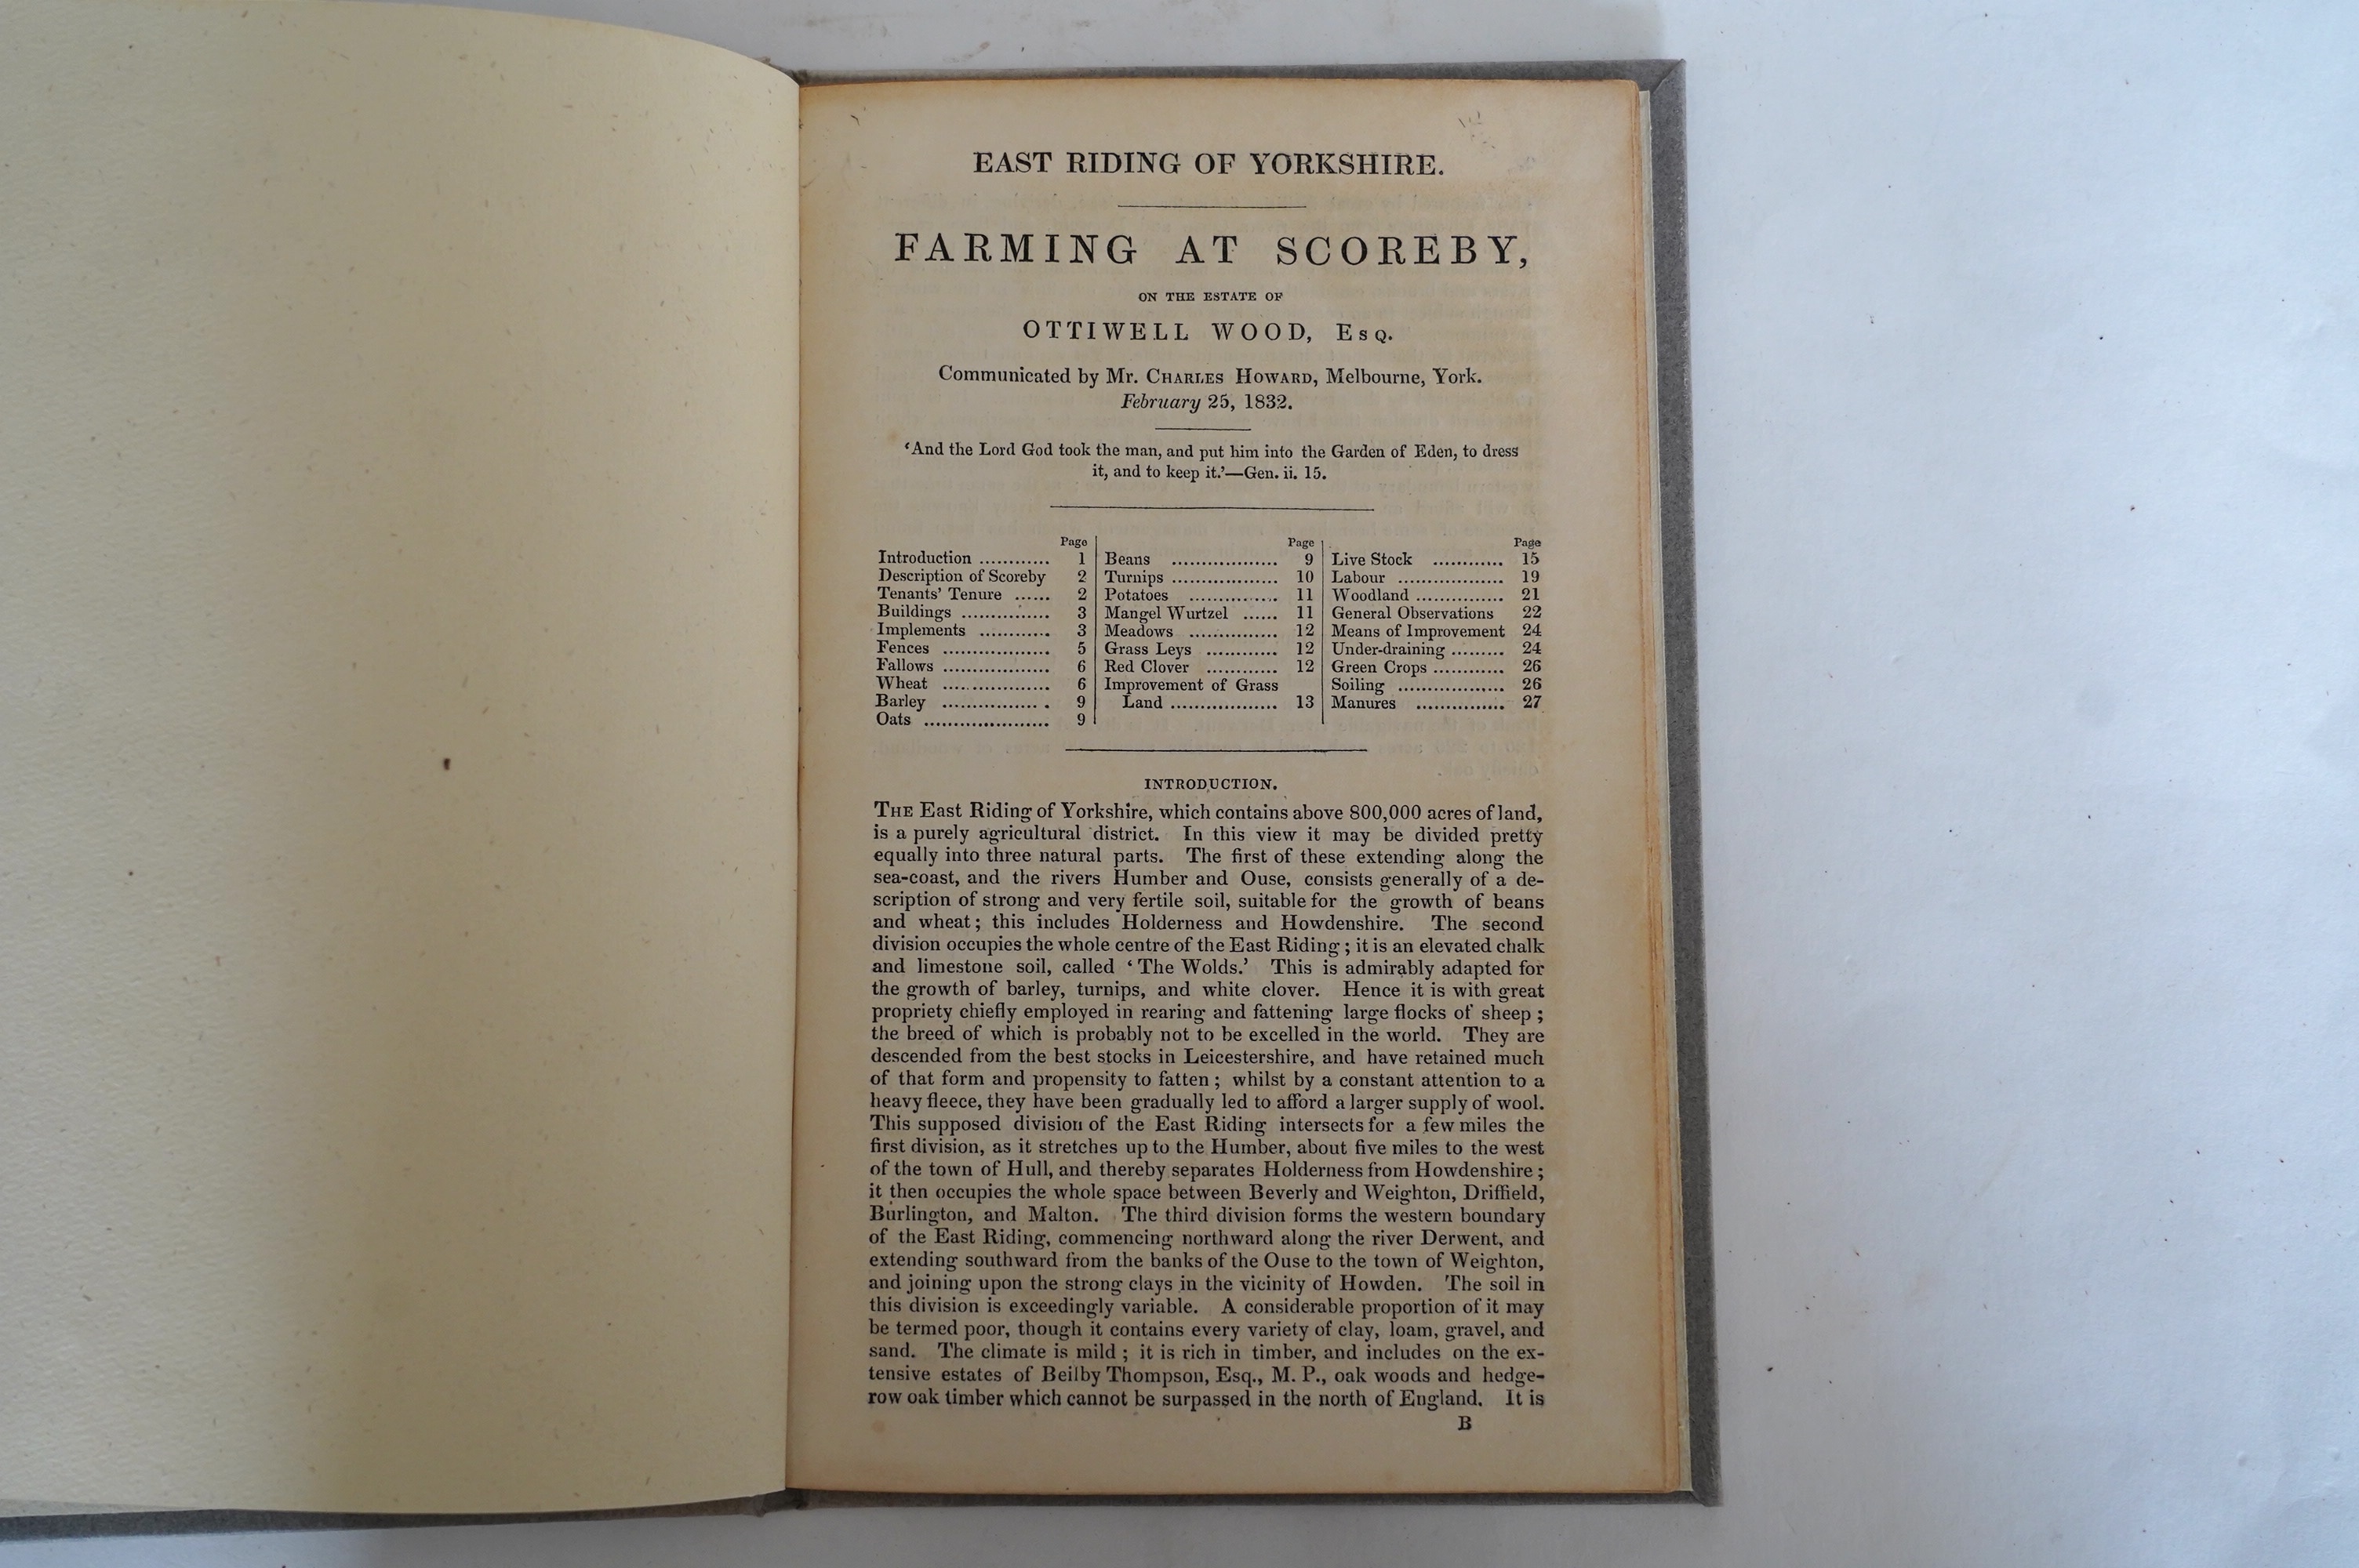 EAST RIDING OF YORKSHIRE.
FARMING AT SCOREBY,
ON THE ESTATE OF
OTTIWELL WOOD, Esq.
Communicated by Mr. Charles Howard, Melbourne, York.
February 25, 1832.
‘And the Lord God took the man, and put him into the Garden of Eden, to dress
it, and to keep it.’—Gen. ii. 15.
Page
Introduction ............ 1
Description of Scoreby 2
Tenants' Tenure ...... 2
Buildings ............... 3
Implements ............ 3
Fences .................. 5
Fallows .................. 6
Wheat .................. 6
Barley ................ . 9
Oats ..................... 9
Page
Beans .................. 9
Turnips .................. 10
Potatoes ............... 11
Mangel Wurtzel ...... 11
Meadows ............... 12
Grass Leys ............ 12
Red Clover ............ 12
Improvement of Grass
Land .................. 13
Page
Live Stock ............ 15
Labour .................. 19
Woodland ............... 21
General Observations 22
Means of Improvement 24
Under-draining ......... 24
Green Crops ............ 26
Soiling .................. 26
Manures ............... 27
INTRODUCTION.
The East Riding of Yorkshire, which contains above 800,000 acres of land,
is a purely agricultural district. In this view it may be divided pretty
equally into three natural parts. The first of these extending along the
sea-coast, and the rivers Humber and Ouse, consists generally of a de-
scription of strong and very fertile soil, suitable for the growth of beans
and wheat; this includes Holderness and Howdenshire. The second
division occupies the whole centre of the East Riding; it is an elevated chalk
and limestone soil, called ‘The Wolds.’ This is admirably adapted for
the growth of barley, turnips, and white clover. Hence it is with great
propriety chiefly employed in rearing and fattening large flocks of sheep;
the breed of which is probably not to be excelled in the world. They are
descended from the best stocks in Leicestershire, and have retained much
of that form and propensity to fatten; whilst by a constant attention to a
heavy fleece, they have been gradually led to afford a larger supply of wool.
This supposed division of the East Riding intersects for a few miles the
first division, as it stretches up to the Humber, about five miles to the west
of the town of Hull, and thereby separates Holderness from Howdenshire;
it then occupies the whole space between Beverly and Weighton, Driffield,
Burlington, and Malton. The third division forms the western boundary
of the East Riding, commencing northward along the river Derwent, and
extending southward from the banks of the Ouse to the town of Weighton,
and joining upon the strong clays in the vicinity of Howden. The soil in
this division is exceedingly variable. A considerable proportion of it may
be termed poor, though it contains every variety of clay, loam, gravel, and
sand. The climate is mild; it is rich in timber, and includes on the ex-
tensive estates of Beilby Thompson, Esq., M. P., oak woods and hedge-
row oak timber which cannot be surpassed in the north of England. It is
B